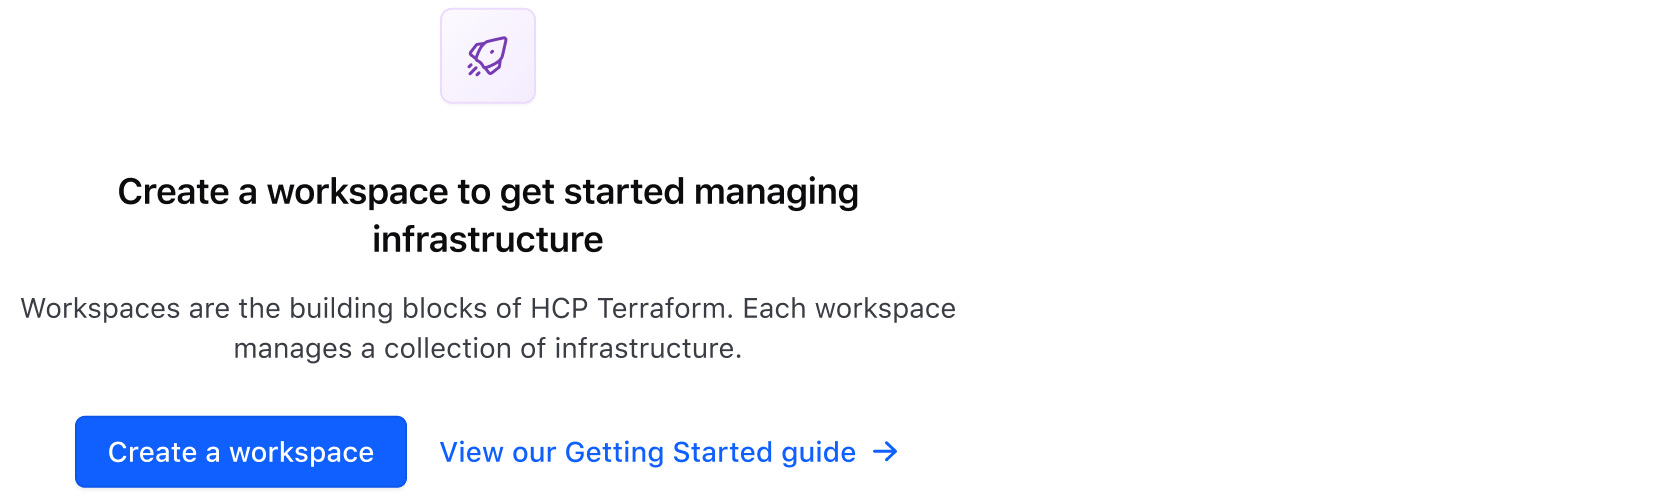 Create a workspace to get started managing
infrastructure
Workspaces are the building blocks of HCP Terraform. Each workspace
manages a collection of infrastructure.
Create a workspace
View our Getting Started guide →